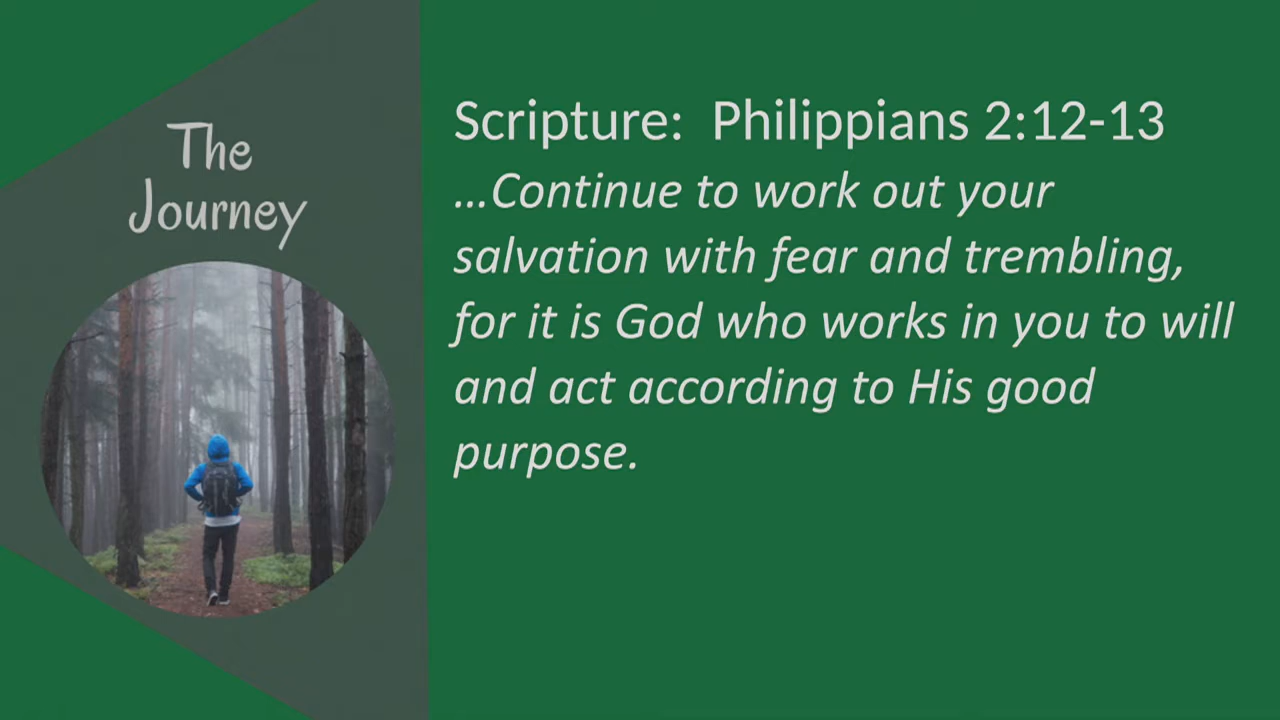 The
Journey
Scripture:  Philippians 2:12-13
...Continue to work out your
salvation with fear and trembling,
for it is God who works in you to will
and act according to His good
purpose.